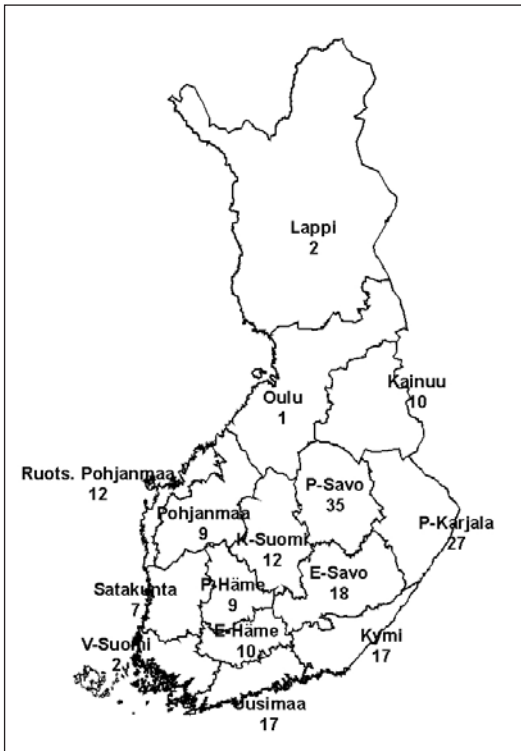 Lappi
2
Kainuu
10
Oulu
1
Ruots. Pohjanmaa
12
P-Savo
35
Pohjanmaa
9
P-Karjala
27
K-Suomi
12
E-Savo
18
Satakunta
7
P-Häme
9
E-Häme
10
Kymi
17
V-Suomi
2
Uusimaa
17